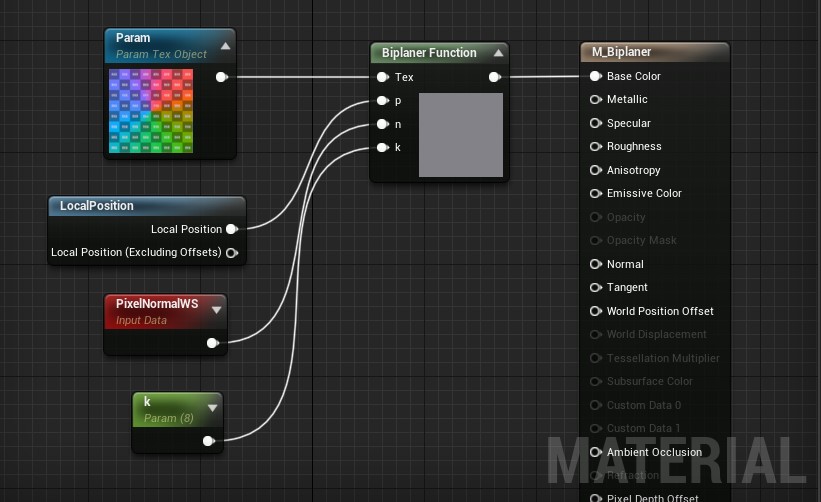 Param
Param Tex Object
LocalPosition
Local Position
Local Position (Excluding Offsets)
PixelNormalWS
Input Data
k
Param (8)
Biplaner Function
Tex
p
n
k
M_Biplaner
Base Color
Metallic
Specular
Roughness
Anisotropy
Emissive Color
Opacity
Opacity Mask
Normal
Tangent
World Position Offset
World Displacement
Tessellation Multiplier
Subsurface Color
Custom Data 0
Custom Data 1
Ambient Occlusion
Refraction
Pixel Depth Offset
MATERIAL